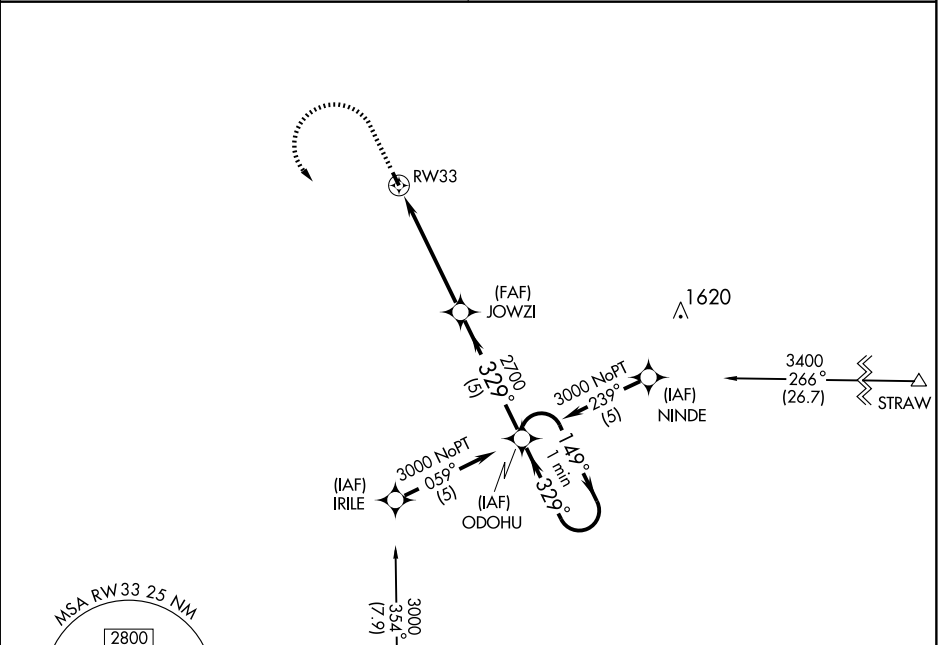 RW33
(FAF)
JOWZI
1620
2700
329°
(5)
3000 NoPT
239°
(5)
(IAF)
NINDE
3400
266°
(26.7)
STRAW
3000 NoPT
059°
(5)
(IAF)
IRILE
(IAF)
ODOHU
149°
1 min
329°
3000
354°
(7.9)
MSA RW33 25 NM
2800